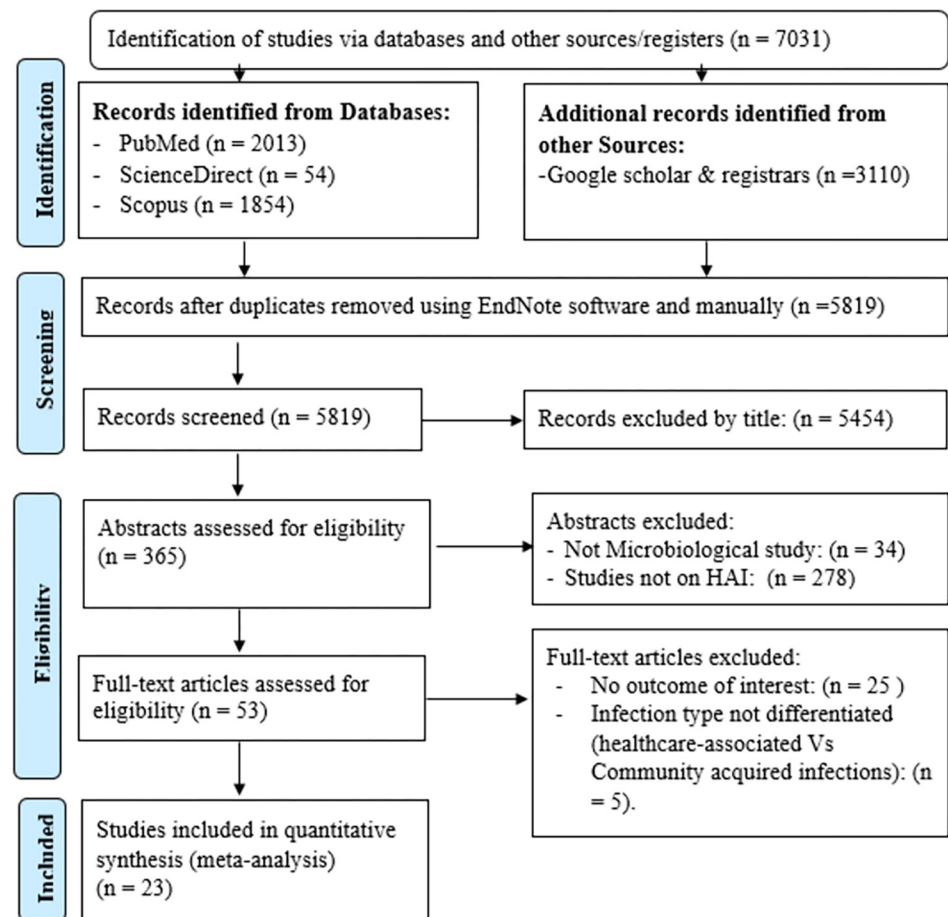 Identification of studies via databases and other sources/registers (n = 7031)
Identification
Records identified from Databases:
- PubMed (n = 2013)
- ScienceDirect (n = 54)
- Scopus (n = 1854)
Additional records identified from
other Sources:
-Google scholar & registrars (n =3110)
Screening
Records after duplicates removed using EndNote software and manually (n =5819)
Records screened (n = 5819)
Records excluded by title: (n = 5454)
Eligibility
Abstracts assessed for eligibility
(n = 365)
Abstracts excluded:
- Not Microbiological study: (n = 34)
- Studies not on HAI: (n = 278)
Full-text articles assessed for
eligibility (n = 53)
Full-text articles excluded:
- No outcome of interest: (n = 25 )
- Infection type not differentiated
(healthcare-associated Vs
Community acquired infections): (n
= 5).
Included
Studies included in quantitative
synthesis (meta-analysis)
(n = 23)